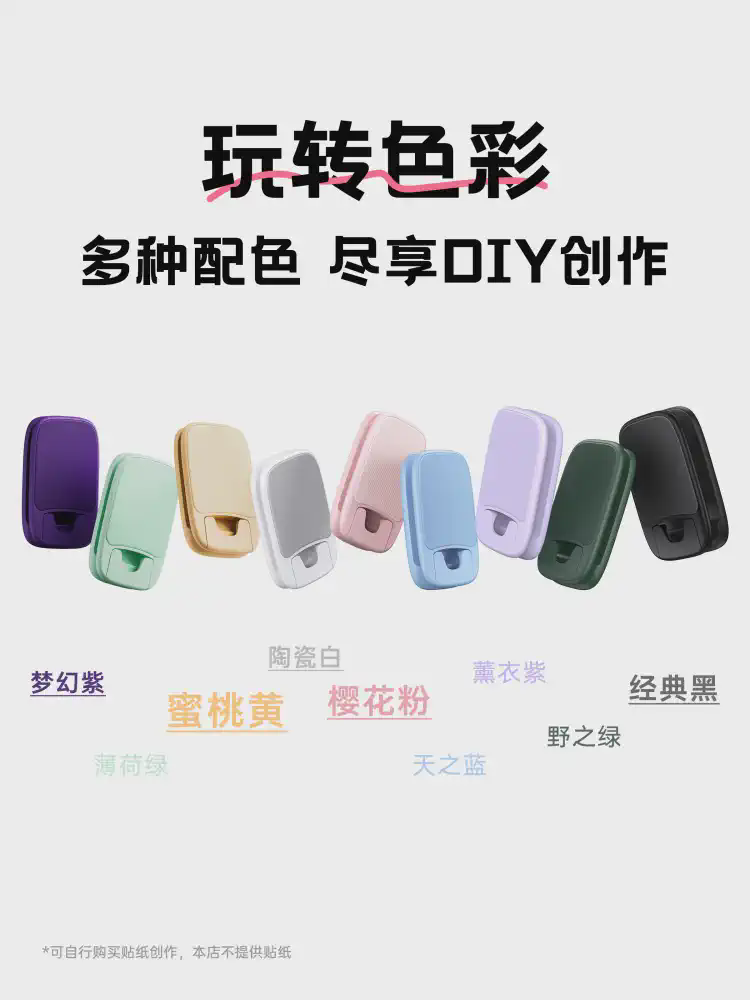 玩转色彩
多种配色 尽享DIY创作
陶瓷白
薰衣紫
梦幻紫
经典黑
樱花粉
蜜桃黄
野之绿
薄荷绿
天之蓝
*可自行购买贴纸创作，本店不提供贴纸